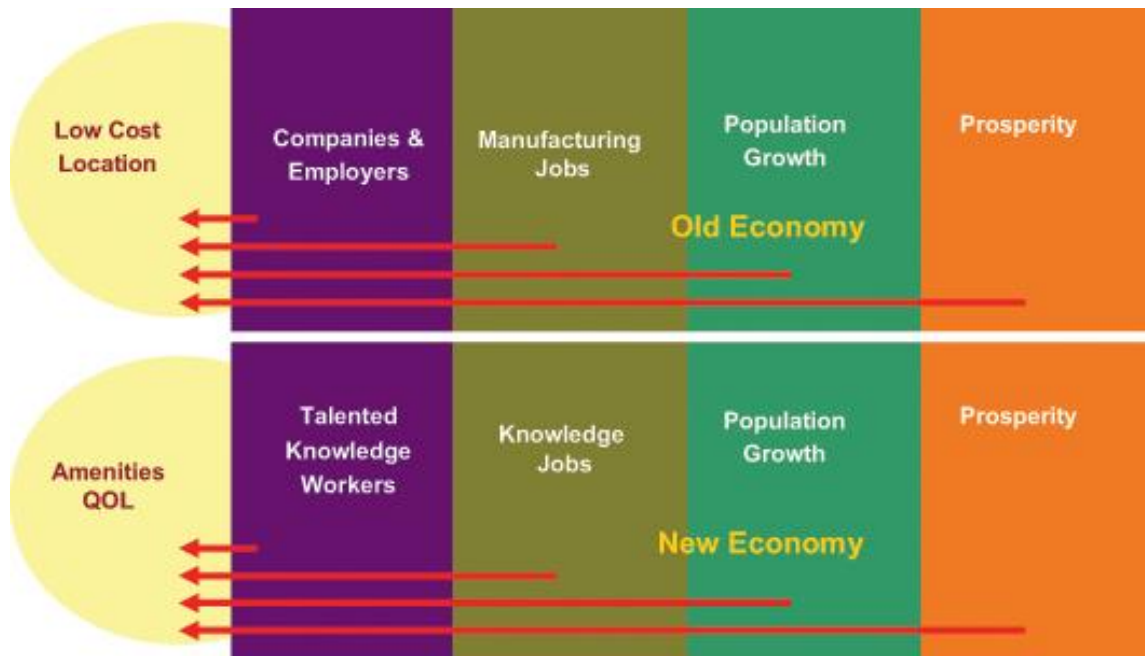 Low Cost
Location
Companies &
Employers
Manufacturing
Jobs
Population
Growth
Prosperity
Old Economy
Amenities
QOL
Talented
Knowledge
Workers
Knowledge
Jobs
Population
Growth
Prosperity
New Economy